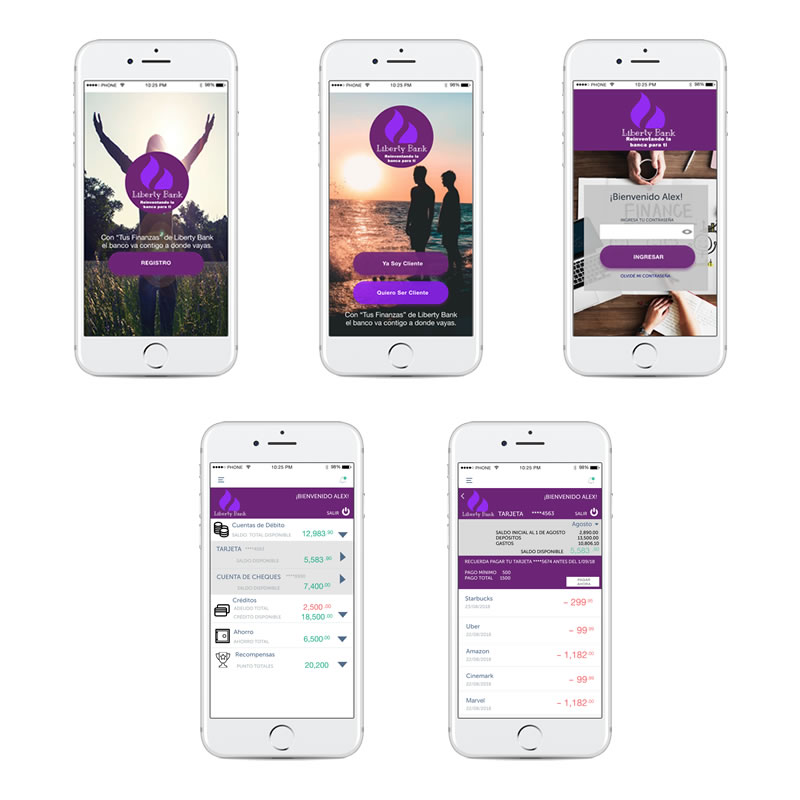 PHONE 10:25 PM 98%
Liberty Bank
Reinventando la
banca para ti
Con “Tus Finanzas” de Liberty Bank
el banco va contigo a donde vayas.
REGISTRO
PHONE 10:25 PM 98%
Liberty Bank
Reinventando la
banca para ti
Ya Soy Cliente
Quiero Ser Cliente
Con “Tus Finanzas” de Liberty Bank
el banco va contigo a donde vayas.
PHONE 10:25 PM 98%
Liberty Bank
Reinventando la
banca para ti
¡Bienvenido Alex!
FINANCE
INGRESA TU CONTRASEÑA
INGRESAR
OLVIDÉ MI CONTRASEÑA
PHONE 10:25 PM 98%
¡BIENVENIDO ALEX!
Liberty Bank SALIR
Cuentas de Débito
SALDO TOTAL DISPONIBLE 12,983.90
TARJETA ****4563
SALDO DISPONIBLE 5,583.86
CUENTA DE CHEQUES
SALDO DISPONIBLE 7,400.00
Créditos
ADEUDO TOTAL 2,500.00
CRÉDITO DISPONIBLE 18,500.00
Ahorro
AHORRO TOTAL 6,500.00
Recompensas
PUNTO TOTALES 20,200
PHONE 10:25 PM 98%
¡BIENVENIDO ALEX!
Liberty Bank TARJETA ****4563 SALIR
Agosto
SALDO INICIAL AL 1 DE AGOSTO 2,890.00
DEPÓSITOS 13,500.00
GASTOS 10,806.10
SALDO DISPONIBLE 5,583
RECUERDA PAGAR TU TARJETA ****5674 ANTES DEL 1/09/18
PAGO MÍNIMO 500
PAGO TOTAL 1500
PAGAR
AHORA
Starbucks
23/08/2018
- 299
Uber
22/08/2018
- 99
Amazon
22/08/2018
- 1,182.00
Cinemark
22/08/2018
- 99
Marvel
22/08/2018
- 1,182.00